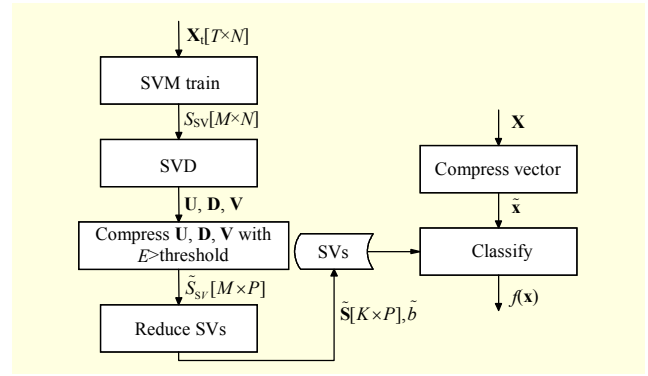 X_t[T×N]
SVM train
S_SV[M×N]
SVD
U, D, V
Compress U, D, V with
E>threshold
S̃_SV[M×P]
Reduce SVs
SVs
S̃[K×P], b̃
X
Compress vector
x̃
Classify
f(x)